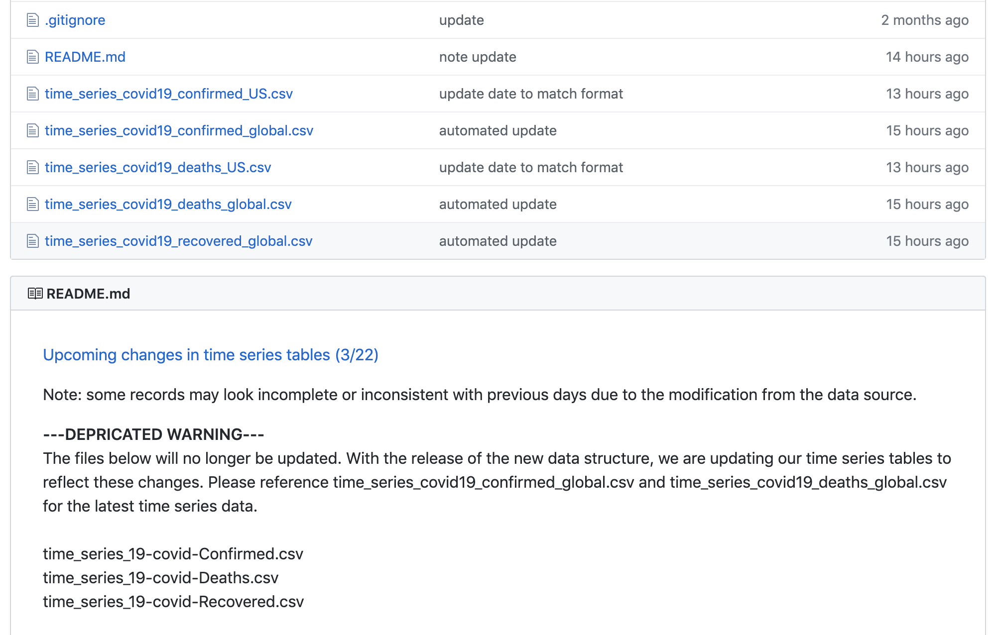 .gitignore update 2 months ago
README.md note update 14 hours ago
time_series_covid19_confirmed_US.csv update date to match format 13 hours ago
time_series_covid19_confirmed_global.csv automated update 15 hours ago
time_series_covid19_deaths_US.csv update date to match format 13 hours ago
time_series_covid19_deaths_global.csv automated update 15 hours ago
time_series_covid19_recovered_global.csv automated update 15 hours ago
README.md
Upcoming changes in time series tables (3/22)
Note: some records may look incomplete or inconsistent with previous days due to the modification from the data source.
---DEPRICATED WARNING---
The files below will no longer be updated. With the release of the new data structure, we are updating our time series tables to
reflect these changes. Please reference time_series_covid19_confirmed_global.csv and time_series_covid19_deaths_global.csv
for the latest time series data.
time_series_19-covid-Confirmed.csv
time_series_19-covid-Deaths.csv
time_series_19-covid-Recovered.csv